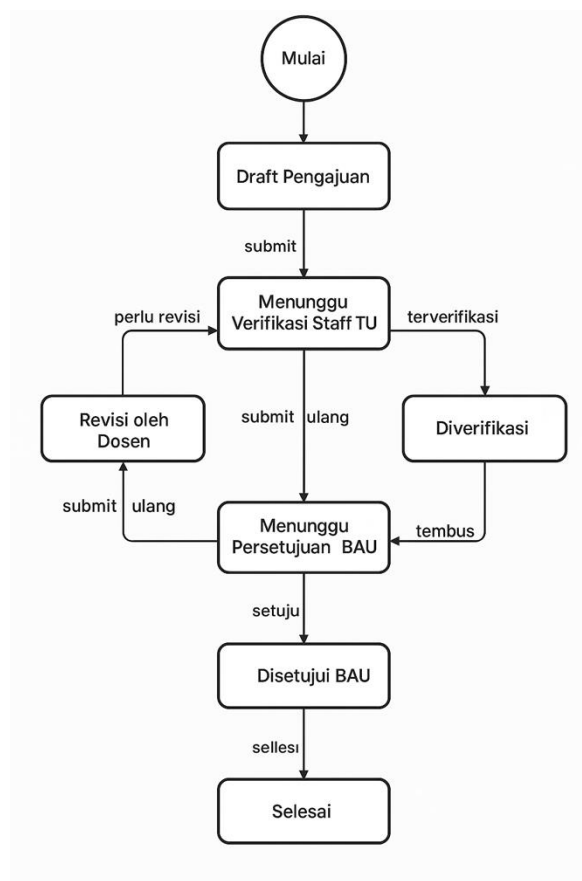 Mulai
Draft Pengajuan
submit
Menunggu
Verifikasi Staff TU
perlu revisi
terverifikasi
Revisi oleh
Dosen
submit ulang
Diverifikasi
submit ulang
Menunggu
Persetujuan BAU
tembus
setuju
Disetujui BAU
sellesı
Selesai